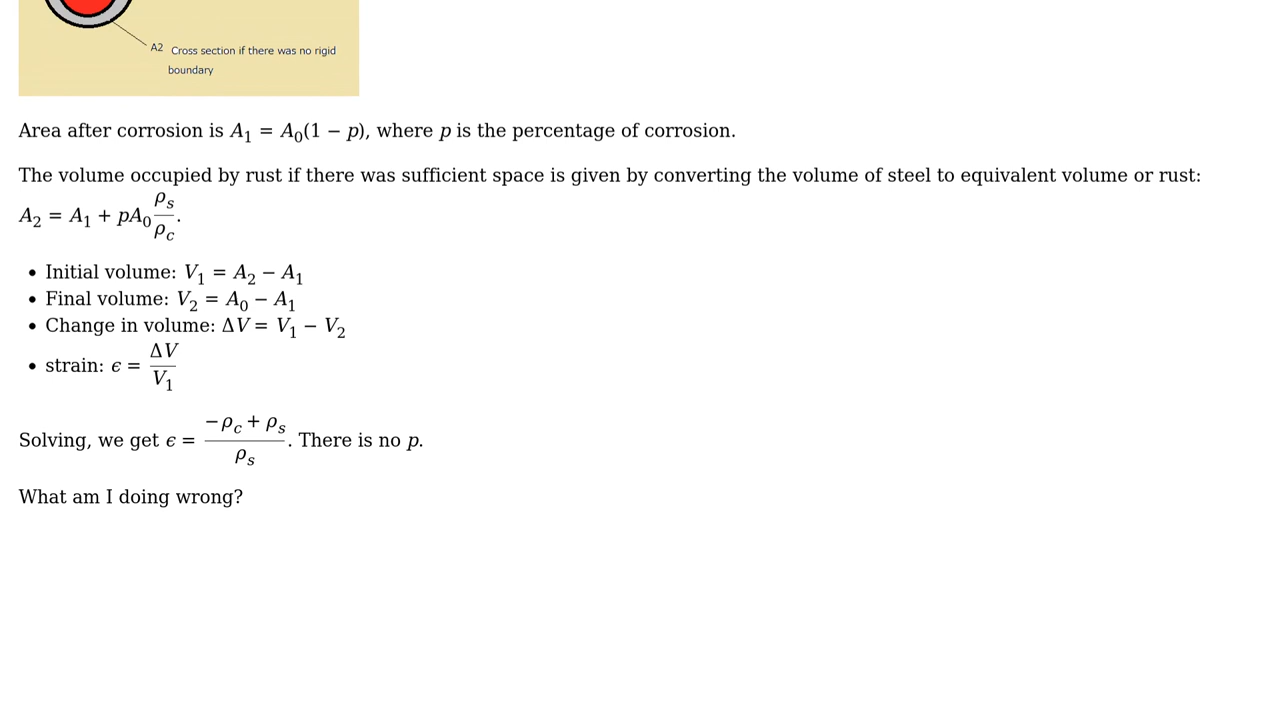 A2 Cross section if there was no rigid
boundary
Area after corrosion is A₁ = A₀(1 − p), where p is the percentage of corrosion.
The volume occupied by rust if there was sufficient space is given by converting the volume of steel to equivalent volume or rust:
A₂ = A₁ + pA₀ ρₛ/ρ_c.
• Initial volume: V₁ = A₂ − A₁
• Final volume: V₂ = A₀ − A₁
• Change in volume: ΔV = V₁ − V₂
• strain: ϵ = ΔV/V₁
Solving, we get ϵ = (−ρ_c + ρₛ)/ρₛ. There is no p.
What am I doing wrong?